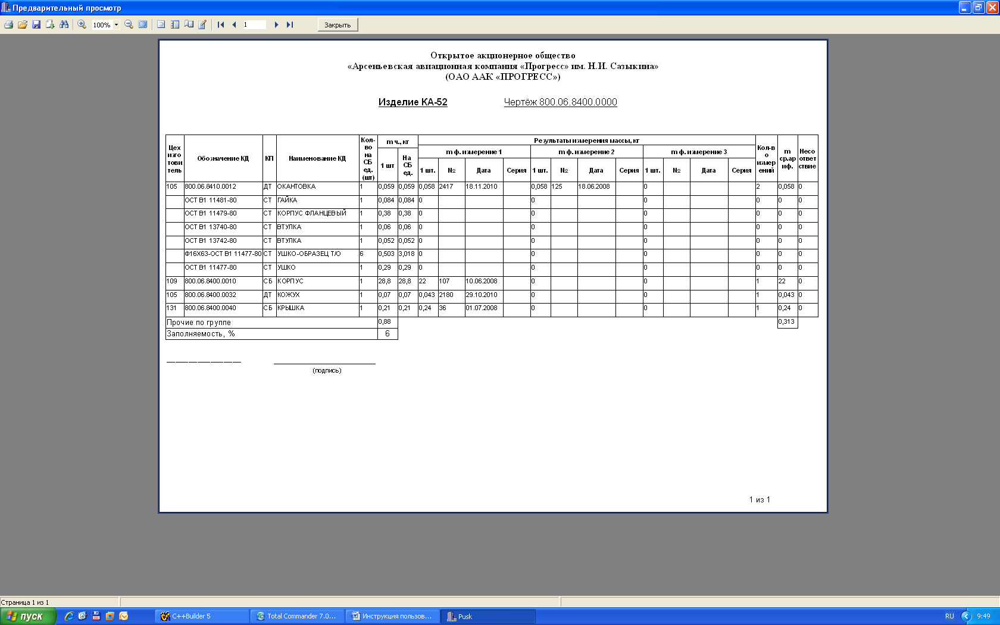 Предварительный просмотр
100%
1
Закрыть
Открытое акционерное общество
«Арсеньевская авиационная компания «Прогресс» им. Н.И. Сазыкина»
(ОАО ААК «ПРОГРЕСС»)
Изделие КА-52 Чертёж 800.06.8400.0000
Цех изго товы тель Обозначение КД КП Наименование КД Кол-во на СБ ед. (шт) m ч., кг Результаты измерения массы, кг Кол-в о измер ений m ср.ар иф. Несо ответ ствие
1 шт На СБ ед. m ф. измерение 1 m ф. измерение 2 m ф. измерение 3
1 шт. № Дата Серия 1 шт. № Дата Серия 1 шт. № Дата Серия
105 800.06.8410.0012 ДТ ОКАНТОВКА 1 0,059 0,059 0,058 2417 18.11.2010 0,058 125 18.06.2008 0 2 0,058 0
ОСТ В1 11481-80 СТ ГАЙКА 1 0,084 0,084 0 0 0 0 0 0
ОСТ В1 11479-80 СТ КОРПУС ФЛАНЦЕВЫЙ 1 0,38 0,38 0 0 0 0 0 0
ОСТ В1 13740-80 СТ ВТУЛКА 1 0,06 0,06 0 0 0 0 0 0
ОСТ В1 13742-80 СТ ВТУЛКА 1 0,052 0,052 0 0 0 0 0 0
Ф16Х63-ОСТ В1 11477-80 СТ УШКО-ОБРАЗЕЦ Т/О 6 0,503 3,018 0 0 0 0 0 0
ОСТ В1 11477-80 СТ УШКО 1 0,29 0,29 0 0 0 0 0 0
109 800.06.8400.0010 СБ КОРПУС 1 28,8 28,8 22 107 10.06.2008 0 0 1 22 0
105 800.06.8400.0032 ДТ КОЖУХ 1 0,07 0,07 0,043 2180 29.10.2010 0 0 1 0,043 0
131 800.06.8400.0040 СБ КРЫШКА 1 0,21 0,21 0,24 36 01.07.2008 0 0 1 0,24 0
Прочие по группе 0,88 0,313
Заполняемость, % 6
(подпись)
1 из 1
Страница 1 из 1
пуск C++Builder 5 Total Commander 7.0... Инструкция пользов... Pusk RU 9:49